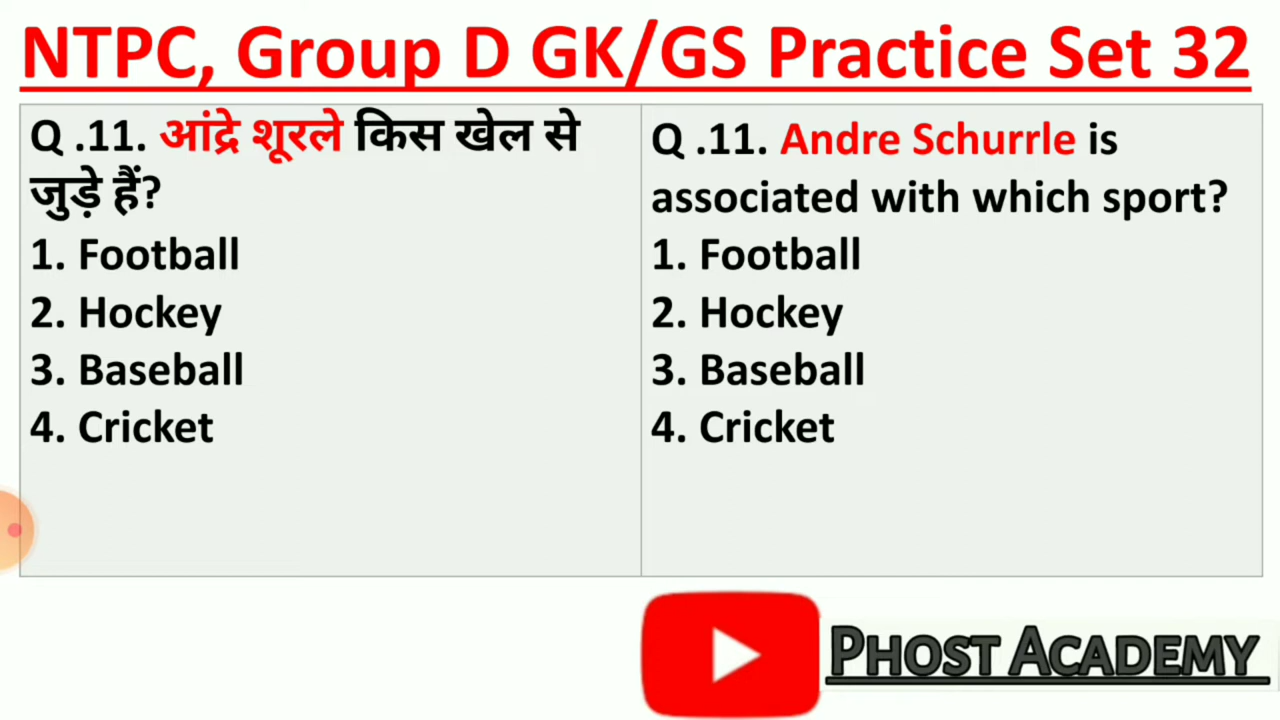 NTPC, Group D GK/GS Practice Set 32
Q .11. आंद्रे शूरले किस खेल से
जुड़े हैं?
1. Football
2. Hockey
3. Baseball
4. Cricket
Q .11. Andre Schurrle is
associated with which sport?
1. Football
2. Hockey
3. Baseball
4. Cricket
PHOST ACADEMY